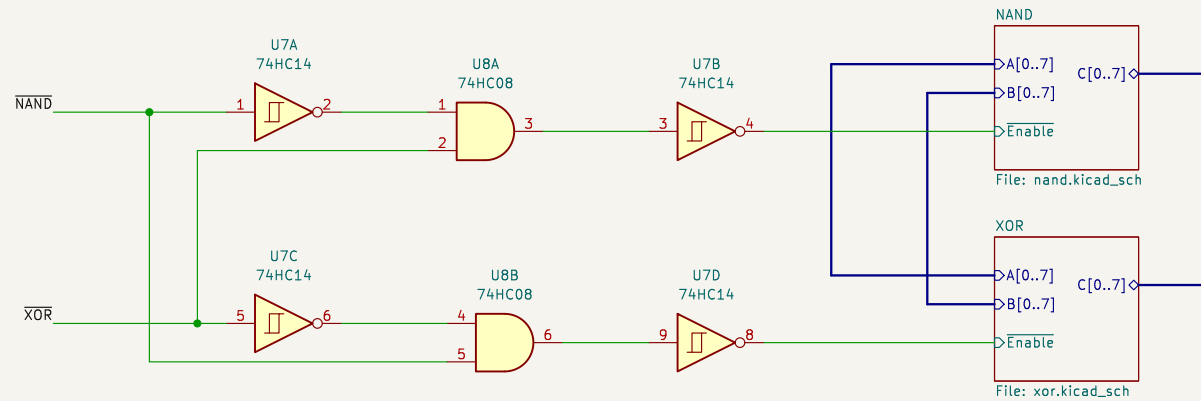 NAND
U7A
74HC14
1
2
U8A
74HC08
1
2
3
U7B
74HC14
3
4
NAND
A[0..7]
B[0..7]
C[0..7]
Enable
File: nand.kicad_sch
XOR
U7C
74HC14
5
6
U8B
74HC08
4
5
6
U7D
74HC14
9
8
XOR
A[0..7]
B[0..7]
C[0..7]
Enable
File: xor.kicad_sch